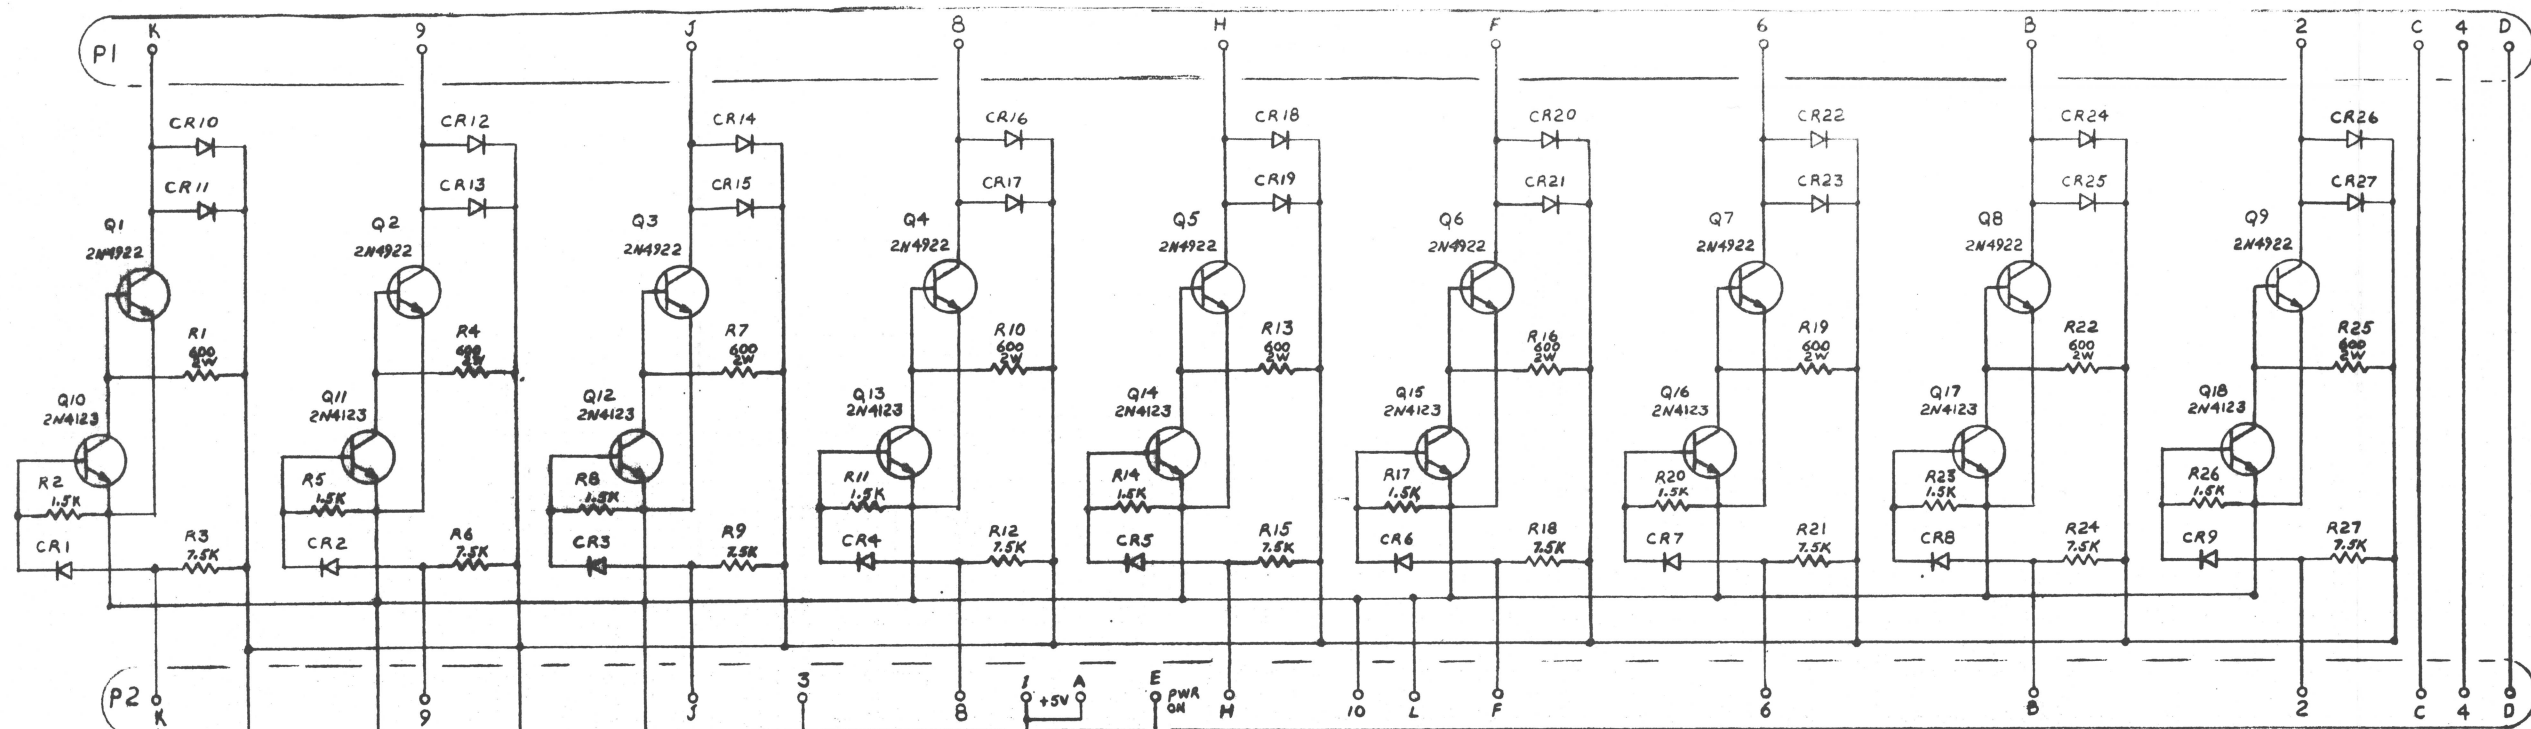 K 9 J 8 H F 6 B 2 C 4 D
P1
CR10 CR12 CR14 CR16 CR18 CR20 CR22 CR24 CR26
CR11 CR13 CR15 CR17 CR19 CR21 CR23 CR25 CR27
Q1 Q2 Q3 Q4 Q5 Q6 Q7 Q8 Q9
2N4922 2N4922 2N4922 2N4922 2N4922 2N4922 2N4922 2N4922 2N4922
R1 R4 R7 R10 R13 R16 R19 R22 R25
600 600 600 600 600 600 600 600 600
2W 2W 2W 2W 2W 2W 2W 2W 2W
Q10 Q11 Q12 Q13 Q14 Q15 Q16 Q17 Q18
2N4123 2N4123 2N4123 2N4123 2N4123 2N4123 2N4123 2N4123 2N4123
R2 R5 R8 R11 R14 R17 R20 R23 R26
1.5K 1.5K 1.5K 1.5K 1.5K 1.5K 1.5K 1.5K 1.5K
CR1 R3 CR2 R6 CR3 R9 CR4 R12 CR5 R15 CR6 R18 CR7 R21 CR8 R24 CR9 R27
7.5K 7.5K 7.5K 7.5K 7.5K 7.5K 7.5K 7.5K 7.5K
P2
3 1 +5V A E PWR
ON
K 9 J 8 H 10 L F 6 B 2 C 4 D